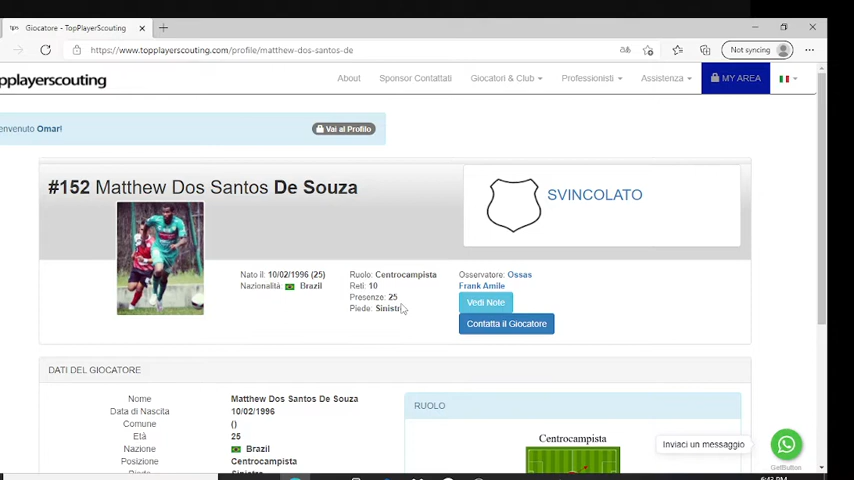 Giocatore - TopPlayerScouting
https://www.topplayerscouting.com/profile/matthew-dos-santos-de
Not syncing
pplayerscouting
About
Sponsor Contattati
Giocatori & Club
Professionisti
Assistenza
MY AREA
envenuto Omar!
Vai al Profilo
#152 Matthew Dos Santos De Souza
SVINCOLATO
Nato il: 10/02/1996 (25)
Nazionalità Brazil
Ruolo: Centrocampista
Reti: 10
Presenze: 25
Piede: Sinistro
Osservatore: Ossas
Frank Amile
Vedi Note
Contatta il Giocatore
DATI DEL GIOCATORE
Nome Matthew Dos Santos De Souza
Data di Nascita 10/02/1996
Comune ()
Età 25
Nazione Brazil
Posizione Centrocampista
RUOLO
Centrocampista
Inviaci un messaggio
GetButton